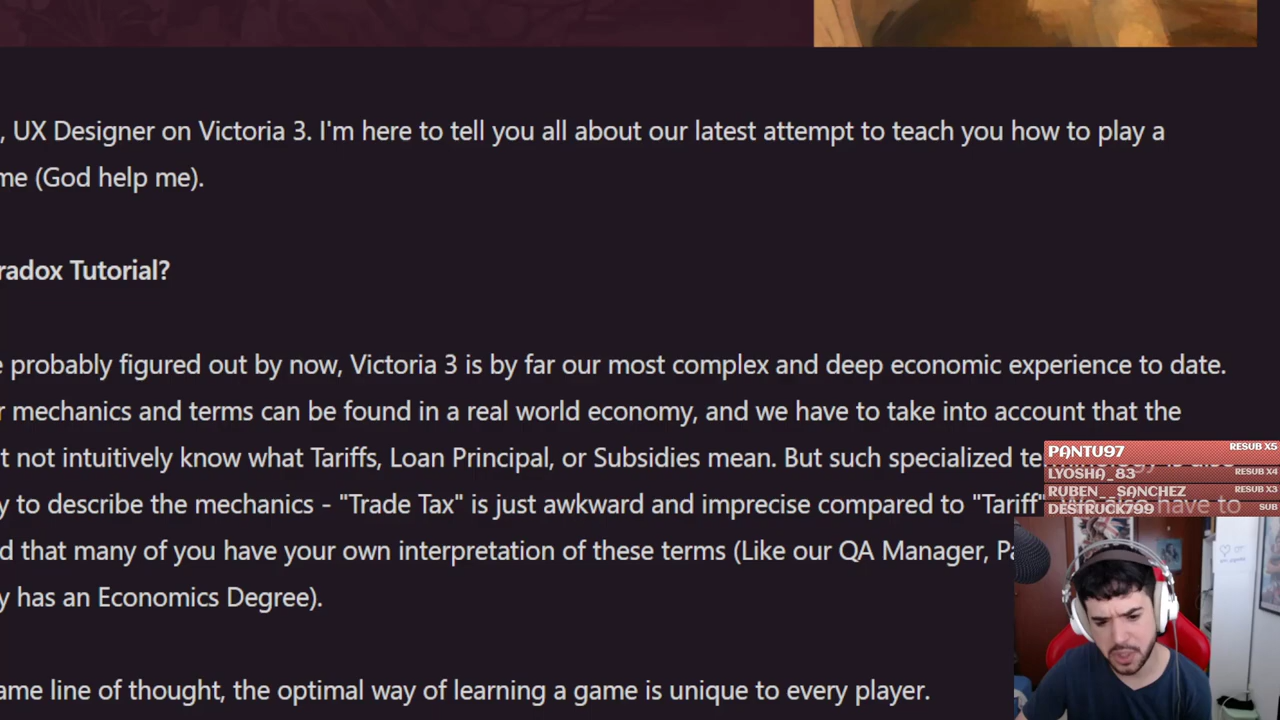 , UX Designer on Victoria 3. I'm here to tell you all about our latest attempt to teach you how to play a
me (God help me).
radox Tutorial?
probably figured out by now, Victoria 3 is by far our most complex and deep economic experience to date.
r mechanics and terms can be found in a real world economy, and we have to take into account that the
t not intuitively know what Tariffs, Loan Principal, or Subsidies mean. But such specialized te
y to describe the mechanics - "Trade Tax" is just awkward and imprecise compared to "Tariff" have to
d that many of you have your own interpretation of these terms (Like our QA Manager, Pa
y has an Economics Degree).
ame line of thought, the optimal way of learning a game is unique to every player.
PANTU97 RESUB X5
LYOSHA_83 RESUB X4
RUBEN__SANCHEZ RESUB X3
DESTRUCK799 SUB